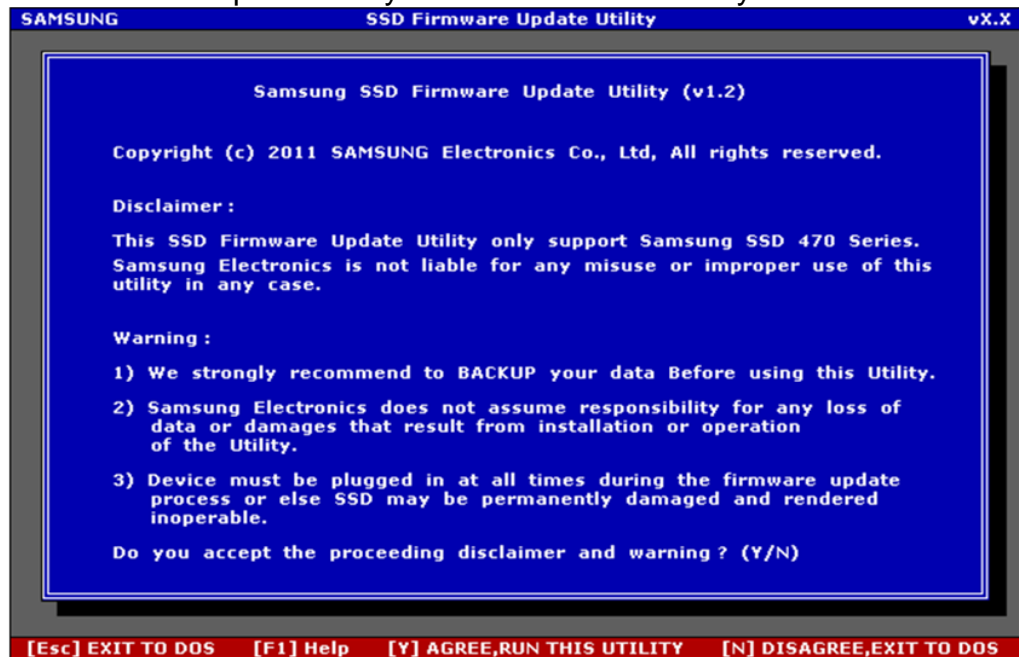 SAMSUNG SSD Firmware Update Utility vX.X
Samsung SSD Firmware Update Utility (v1.2)
Copyright (c) 2011 SAMSUNG Electronics Co., Ltd, All rights reserved.
Disclaimer :
This SSD Firmware Update Utility only support Samsung SSD 470 Series.
Samsung Electronics is not liable for any misuse or improper use of this
utility in any case.
Warning :
1) We strongly recommend to BACKUP your data Before using this Utility.
2) Samsung Electronics does not assume responsibility for any loss of
data or damages that result from installation or operation
of the Utility.
3) Device must be plugged in at all times during the firmware update
process or else SSD may be permanently damaged and rendered
inoperable.
Do you accept the proceeding disclaimer and warning ? (Y/N)
[Esc] EXIT TO DOS [F1] Help [Y] AGREE,RUN THIS UTILITY [N] DISAGREE,EXIT TO DOS